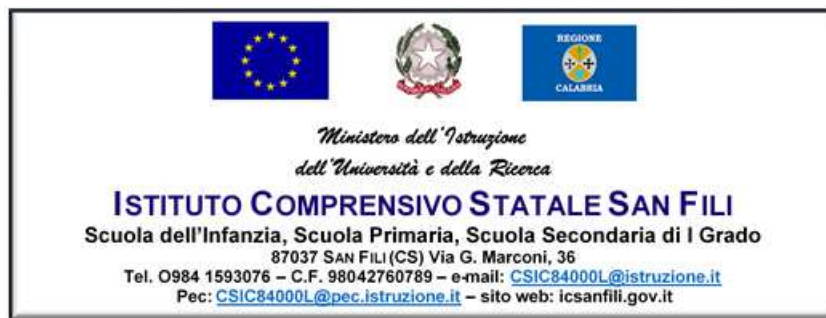 REGIONE
CALABRIA
Ministero dell'Istruzione
dell'Università e della Ricerca
ISTITUTO COMPRENSIVO STATALE SAN FILI
Scuola dell'Infanzia, Scuola Primaria, Scuola Secondaria di I Grado
87037 SAN FILI (CS) Via G. Marconi, 36
Tel. O984 1593076 – C.F. 98042760789 – e-mail: CSIC84000L@istruzione.it
Pec: CSIC84000L@pec.istruzione.it – sito web: icsanfili.gov.it